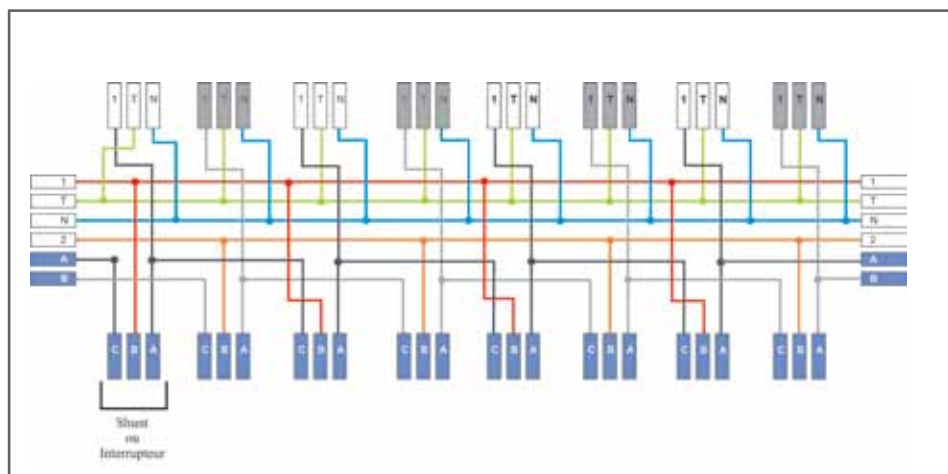 1 T N 1 T N 1 T N 1 T N 1 T N 1 T N 1 T N 1 T N
1 1
T T
N N
2 2
A A
B B
C B A C B A C B A C B A C B A C B A C B A C B A
Shunt
ou
Interrupteur